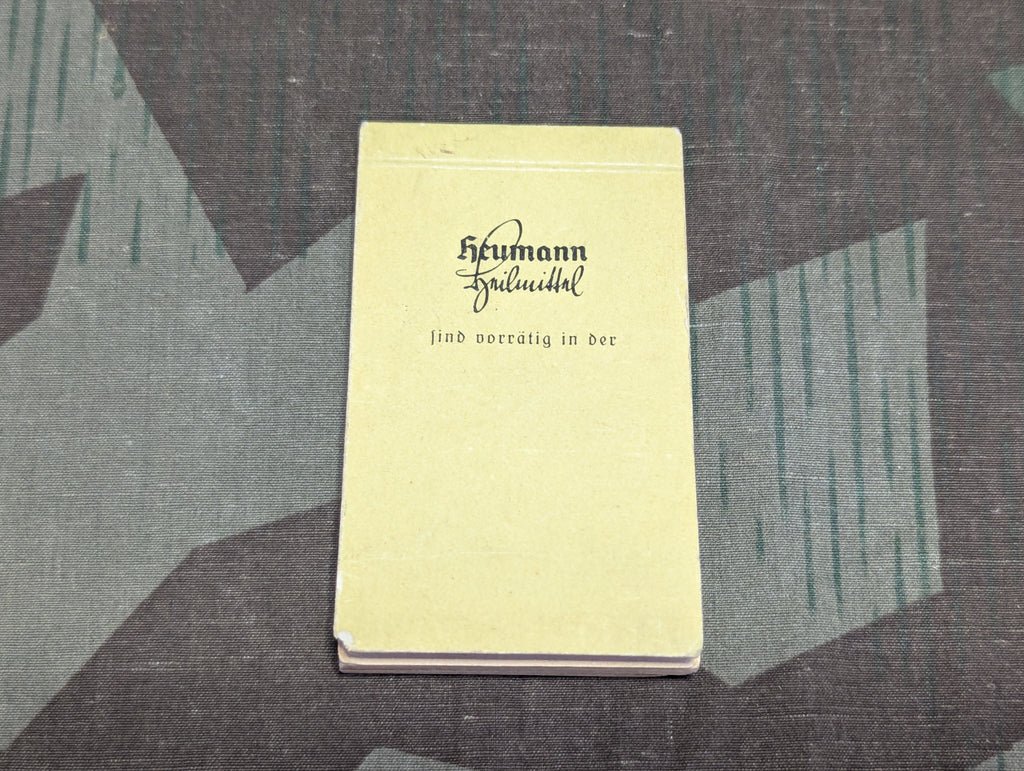 Heumann
Heilmittel
ſind vorrätig in der